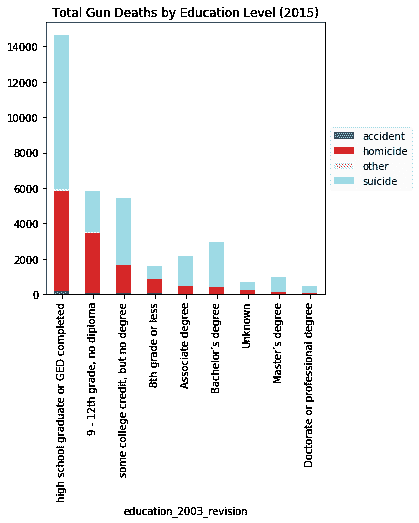 Total Gun Deaths by Education Level (2015)
14000
12000
10000
8000
6000
4000
2000
0
accident
homicide
other
suicide
high school graduate or GED completed
9 - 12th grade, no diploma
some college credit, but no degree
8th grade or less
Associate degree
Bachelor's degree
Unknown
Master's degree
Doctorate or professional degree
education_2003_revision